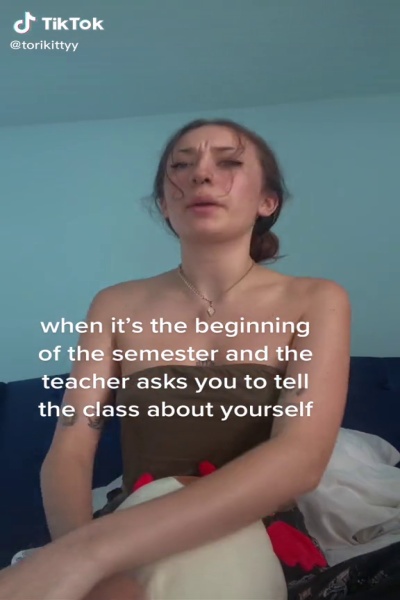 TikTok
@torikittyy
when it's the beginning
of the semester and the
teacher asks you to tell
the class about yourself